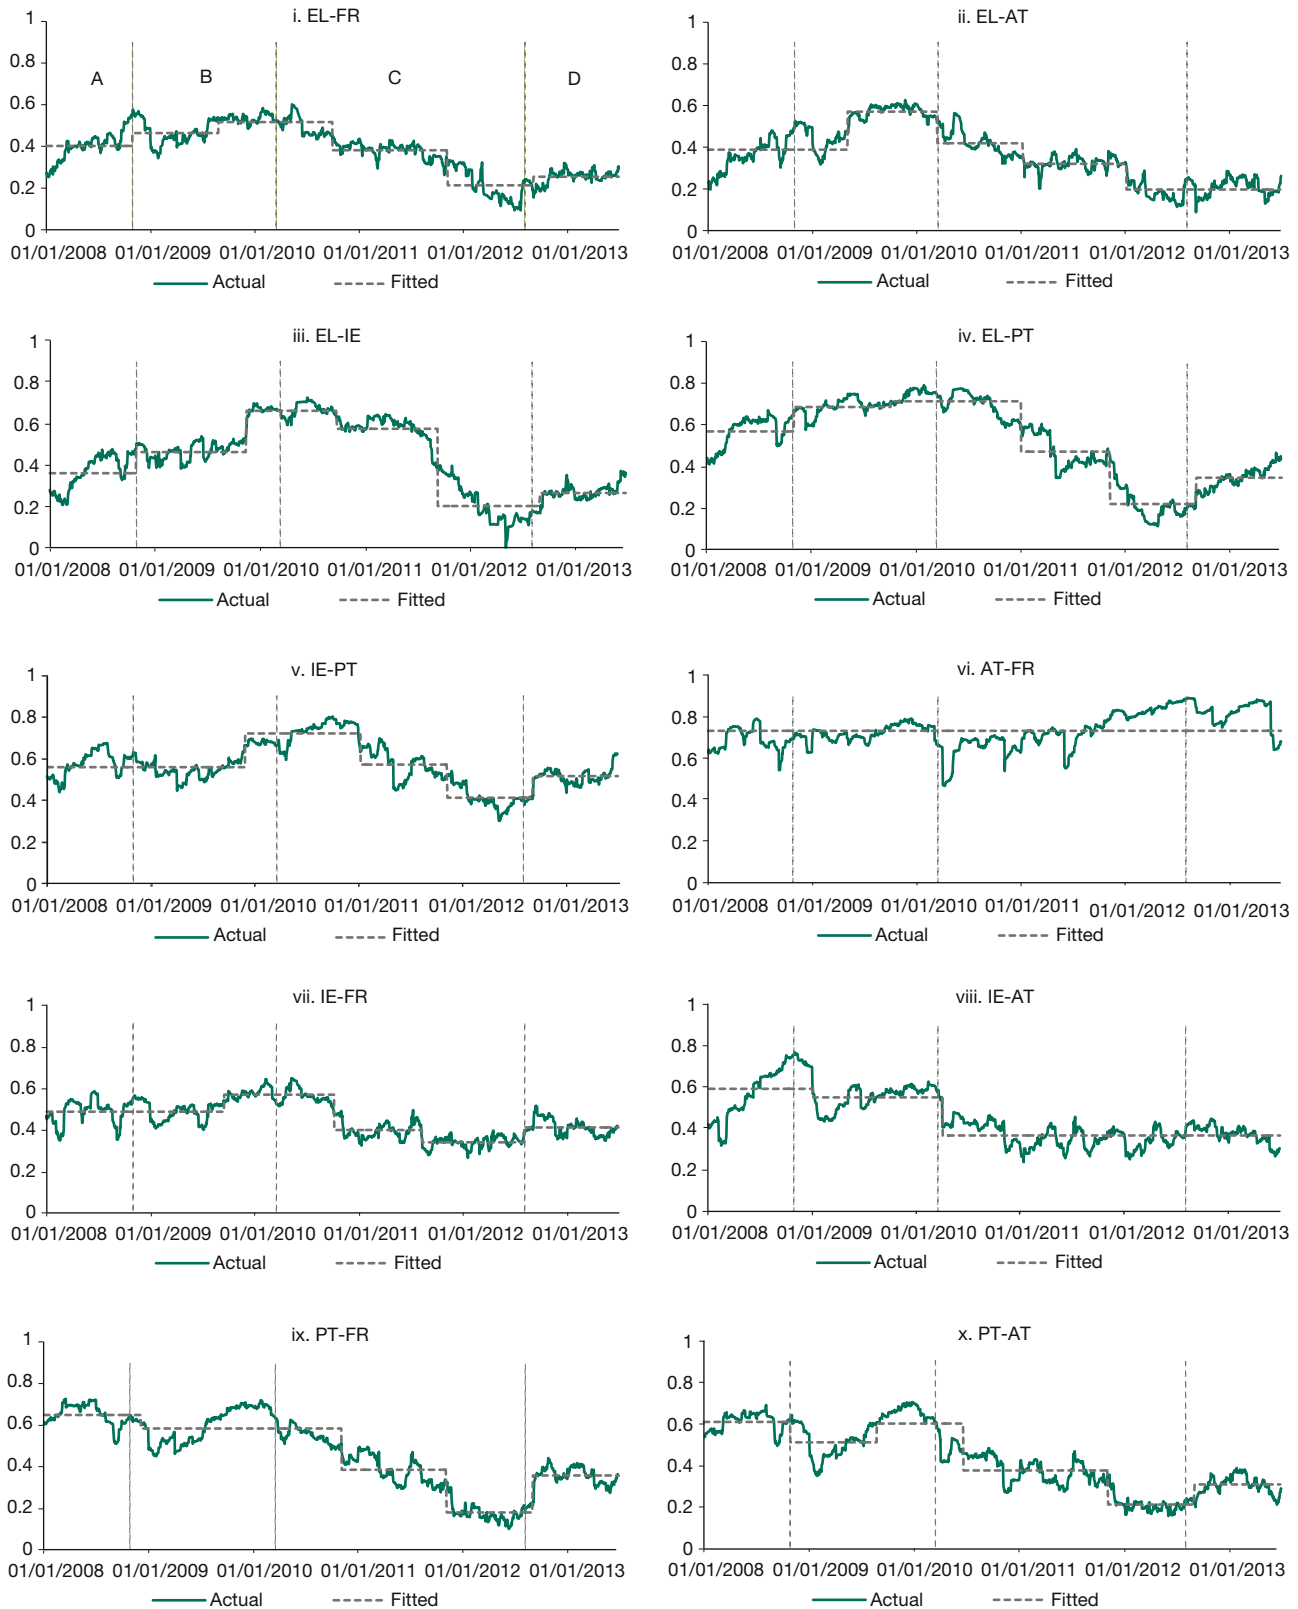 i. EL-FR
1
0.8
0.6
0.4
0.2
0
A
B
C
D
01/01/2008 01/01/2009 01/01/2010 01/01/2011 01/01/2012 01/01/2013
Actual Fitted
ii. EL-AT
1
0.8
0.6
0.4
0.2
0
01/01/2008 01/01/2009 01/01/2010 01/01/2011 01/01/2012 01/01/2013
Actual Fitted
iii. EL-IE
1
0.8
0.6
0.4
0.2
0
01/01/2008 01/01/2009 01/01/2010 01/01/2011 01/01/2012 01/01/2013
Actual Fitted
iv. EL-PT
1
0.8
0.6
0.4
0.2
0
01/01/2008 01/01/2009 01/01/2010 01/01/2011 01/01/2012 01/01/2013
Actual Fitted
v. IE-PT
1
0.8
0.6
0.4
0.2
0
01/01/2008 01/01/2009 01/01/2010 01/01/2011 01/01/2012 01/01/2013
Actual Fitted
vi. AT-FR
1
0.8
0.6
0.4
0.2
0
01/01/2008 01/01/2009 01/01/2010 01/01/2011 01/01/2012 01/01/2013
Actual Fitted
vii. IE-FR
1
0.8
0.6
0.4
0.2
0
01/01/2008 01/01/2009 01/01/2010 01/01/2011 01/01/2012 01/01/2013
Actual Fitted
viii. IE-AT
1
0.8
0.6
0.4
0.2
0
01/01/2008 01/01/2009 01/01/2010 01/01/2011 01/01/2012 01/01/2013
Actual Fitted
ix. PT-FR
1
0.8
0.6
0.4
0.2
0
01/01/2008 01/01/2009 01/01/2010 01/01/2011 01/01/2012 01/01/2013
Actual Fitted
x. PT-AT
1
0.8
0.6
0.4
0.2
0
01/01/2008 01/01/2009 01/01/2010 01/01/2011 01/01/2012 01/01/2013
Actual Fitted